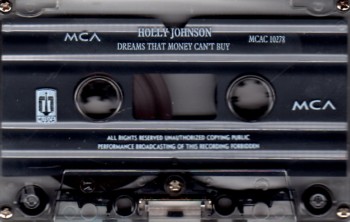 HOLLY JOHNSON
MCA
MCAC 10278
DREAMS THAT MONEY CAN'T BUY
MCA
ALL RIGHTS RESERVED UNAUTHORIZED COPYING PUBLIC
PERFORMANCE BROADCASTING OF THIS RECORDING FORBIDDEN